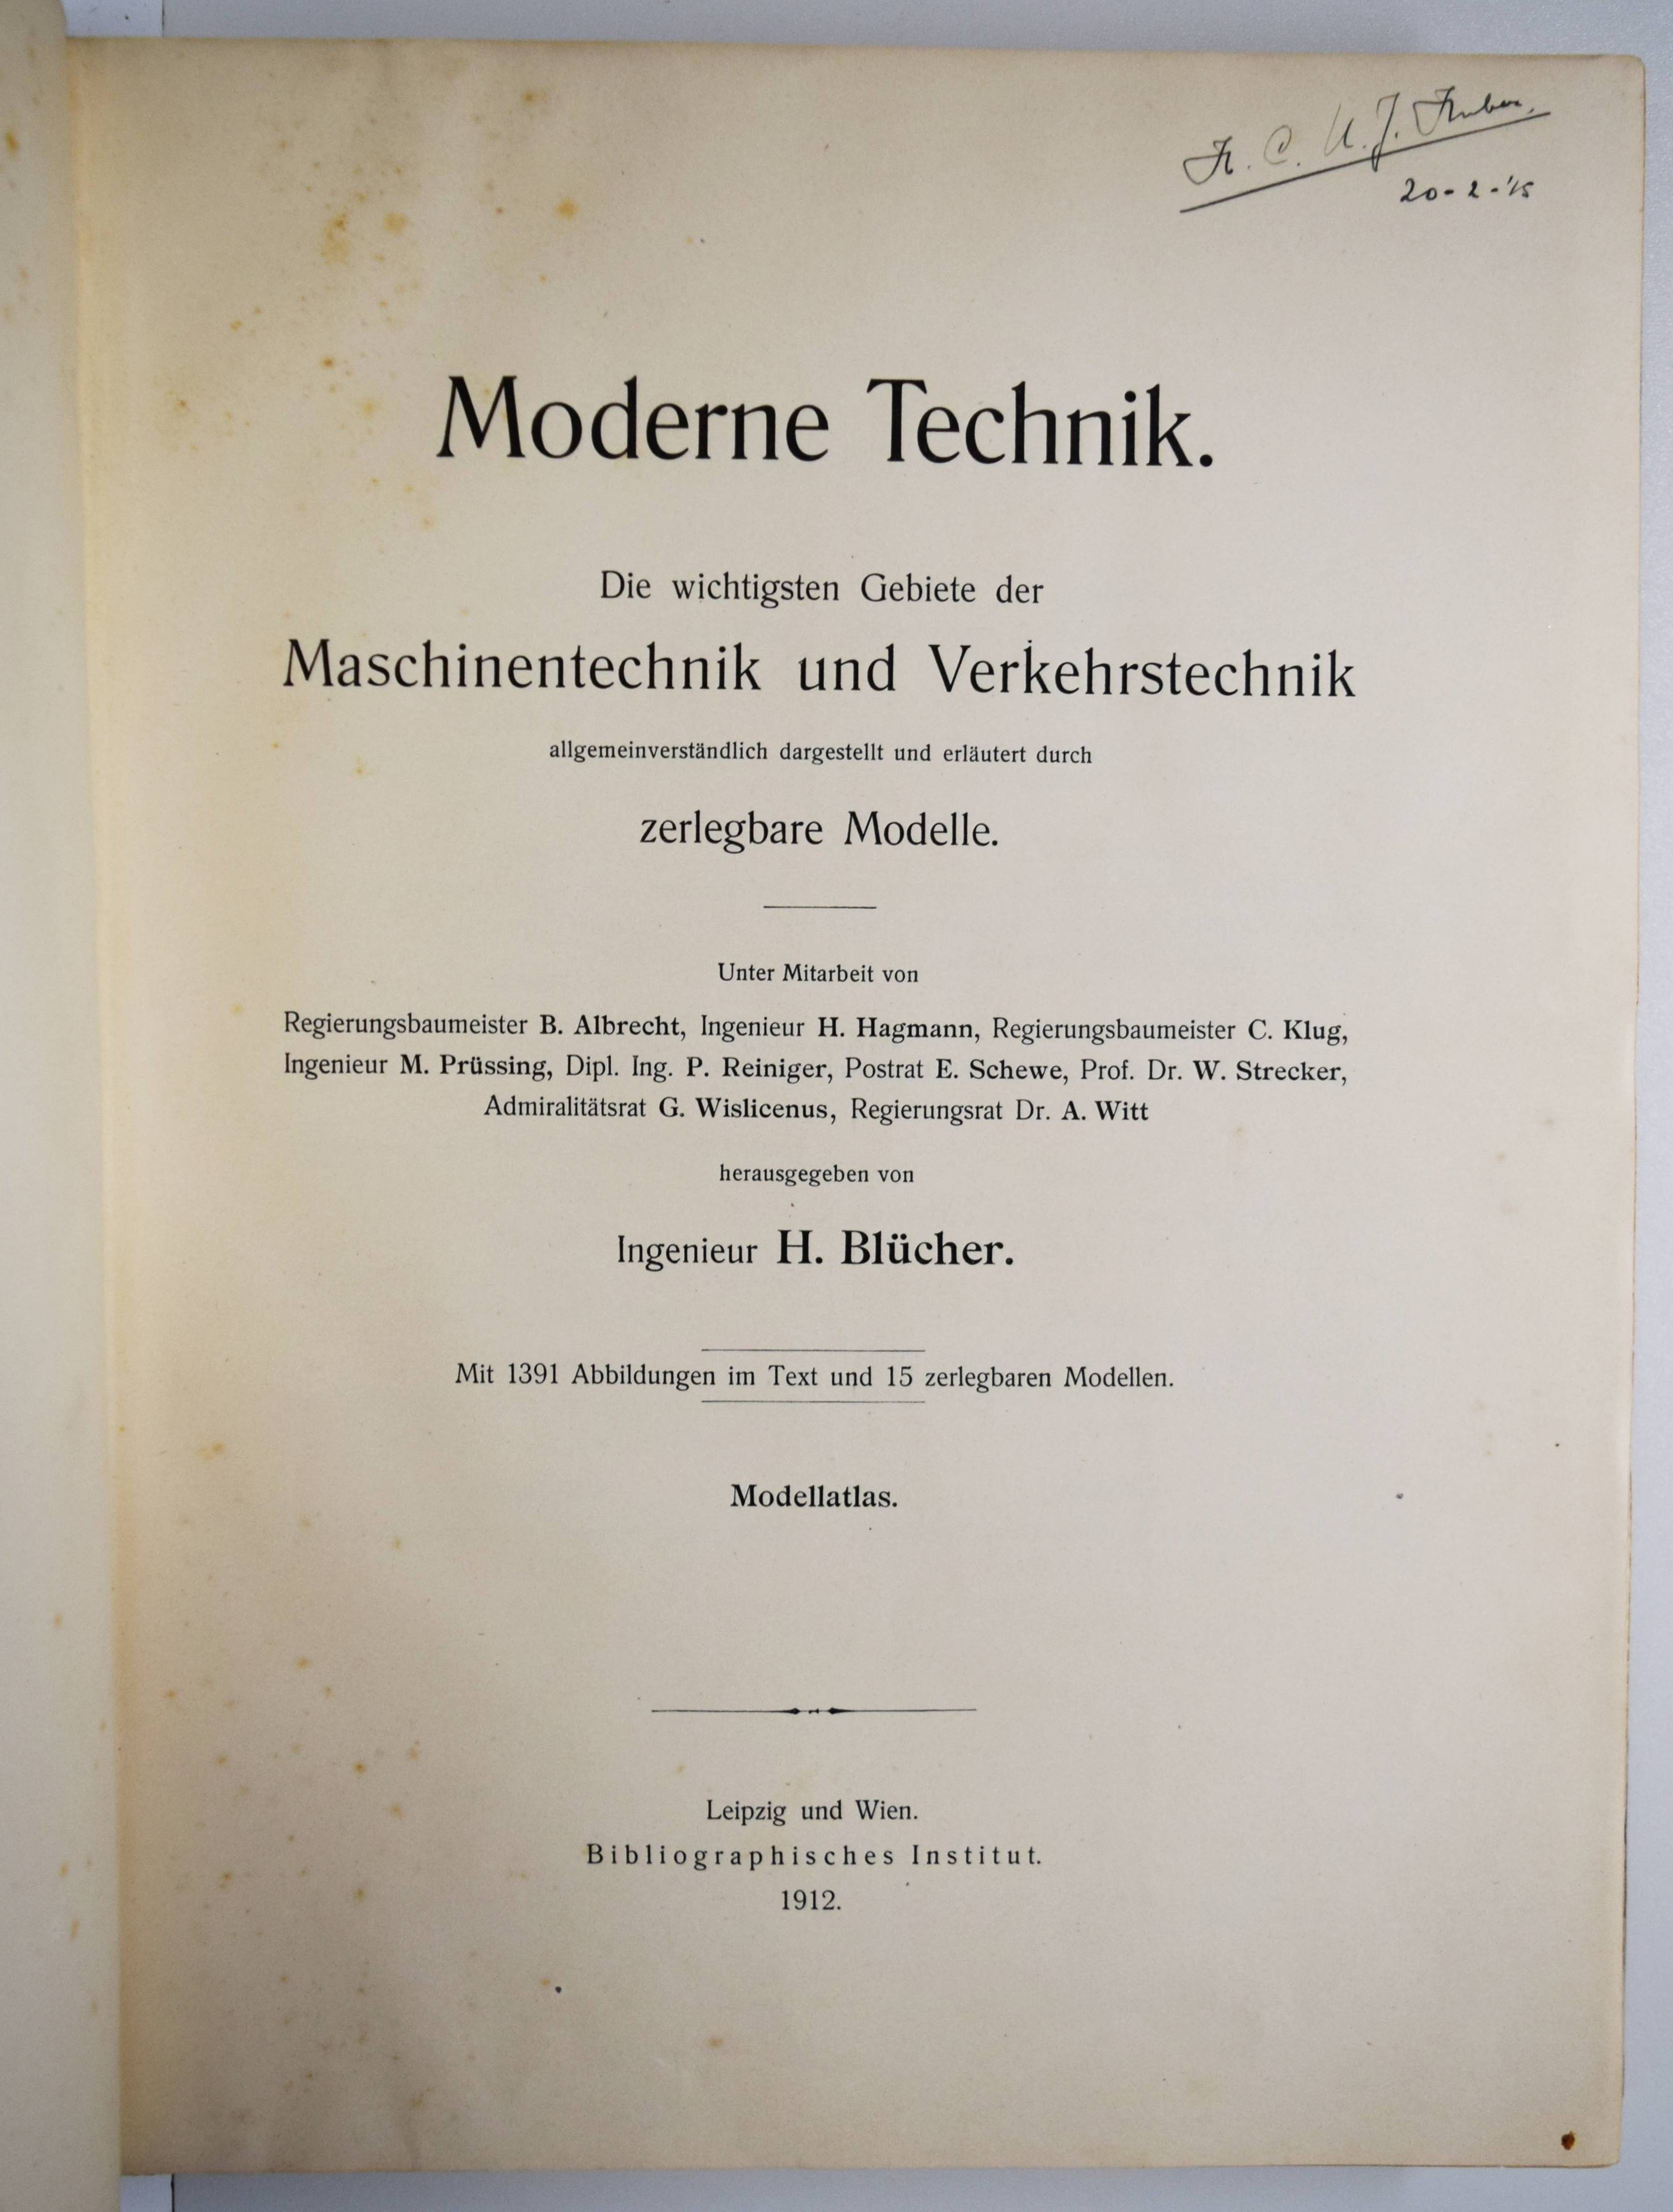 20-2-'15
Moderne Technik.
Die wichtigsten Gebiete der
Maschinentechnik und Verkehrstechnik
allgemeinverständlich dargestellt und erläutert durch
zerlegbare Modelle.
Unter Mitarbeit von
Regierungsbaumeister B. Albrecht, Ingenieur H. Hagmann, Regierungsbaumeister C. Klug,
Ingenieur M. Prüssing, Dipl. Ing. P. Reiniger, Postrat E. Schewe, Prof. Dr. W. Strecker,
Admiralitätsrat G. Wislicenus, Regierungsrat Dr. A. Witt
herausgegeben von
Ingenieur H. Blücher.
Mit 1391 Abbildungen im Text und 15 zerlegbaren Modellen.
Modellatlas.
Leipzig und Wien.
Bibliographisches Institut.
1912.